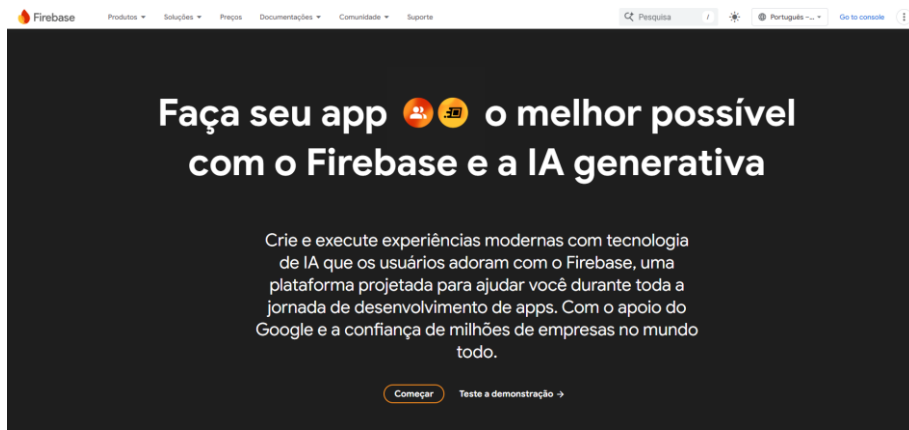 Firebase Produtos Soluções Preços Documentações Comunidade Suporte Pesquisa / Português – ... Go to console
Faça seu app o melhor possível
com o Firebase e a IA generativa
Crie e execute experiências modernas com tecnologia
de IA que os usuários adoram com o Firebase, uma
plataforma projetada para ajudar você durante toda a
jornada de desenvolvimento de apps. Com o apoio do
Google e a confiança de milhões de empresas no mundo
todo.
Começar Teste a demonstração →